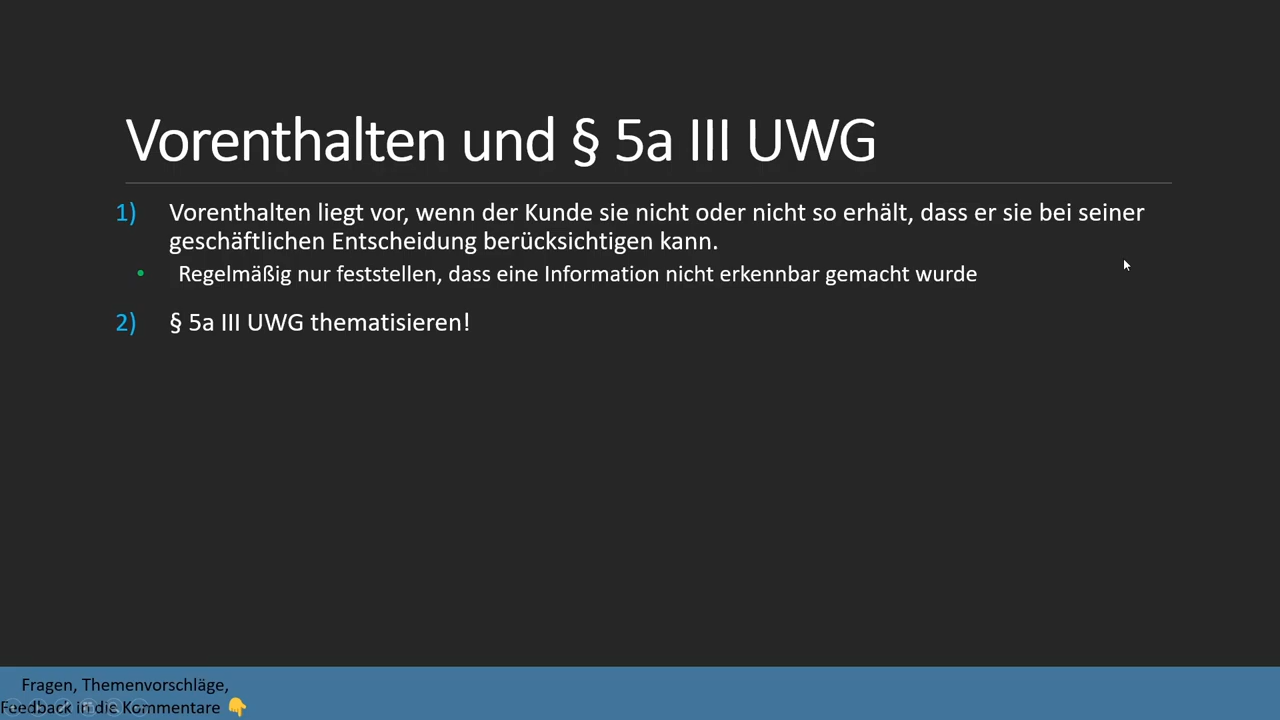 Vorenthalten und § 5a III UWG
1) Vorenthalten liegt vor, wenn der Kunde sie nicht oder nicht so erhält, dass er sie bei seiner
geschäftlichen Entscheidung berücksichtigen kann.
• Regelmäßig nur feststellen, dass eine Information nicht erkennbar gemacht wurde
2) § 5a III UWG thematisieren!
Fragen, Themenvorschläge,
Feedback in die Kommentare 👇